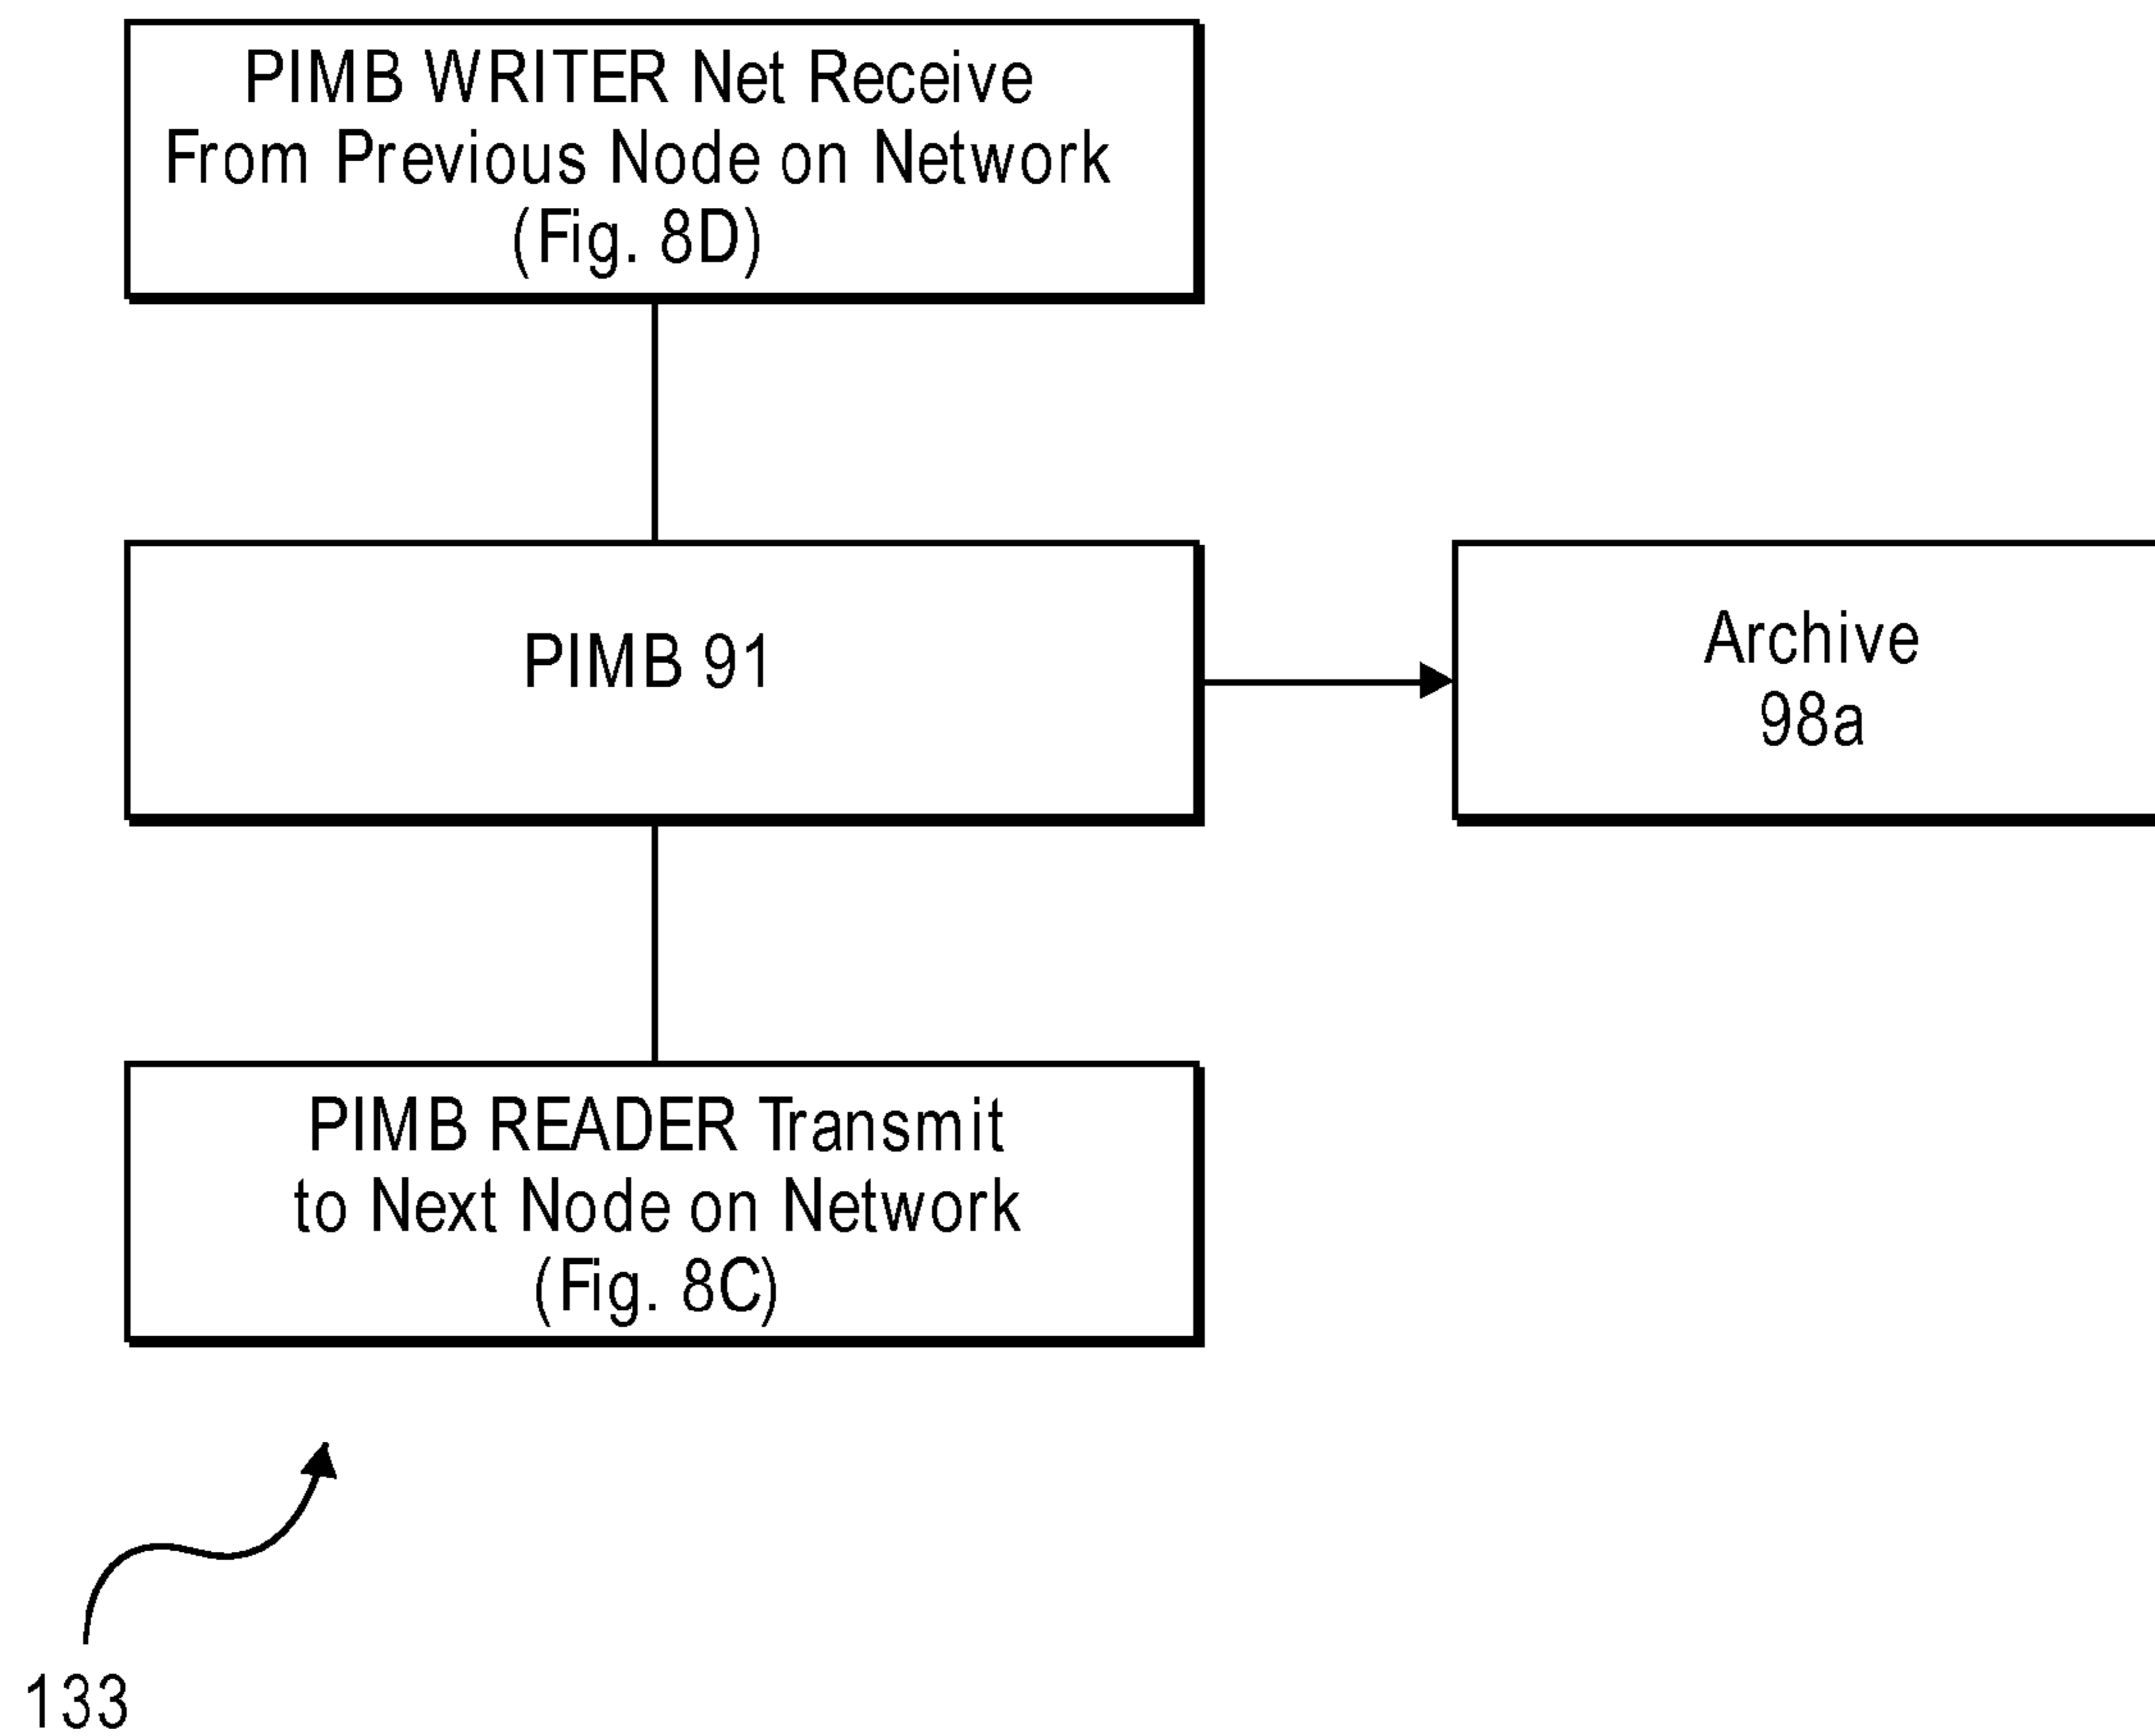 PIMB WRITER Net Receive
From Previous Node on Network
(Fig. 8D)
PIMB 91
Archive
98a
PIMB READER Transmit
to Next Node on Network
(Fig. 8C)
133